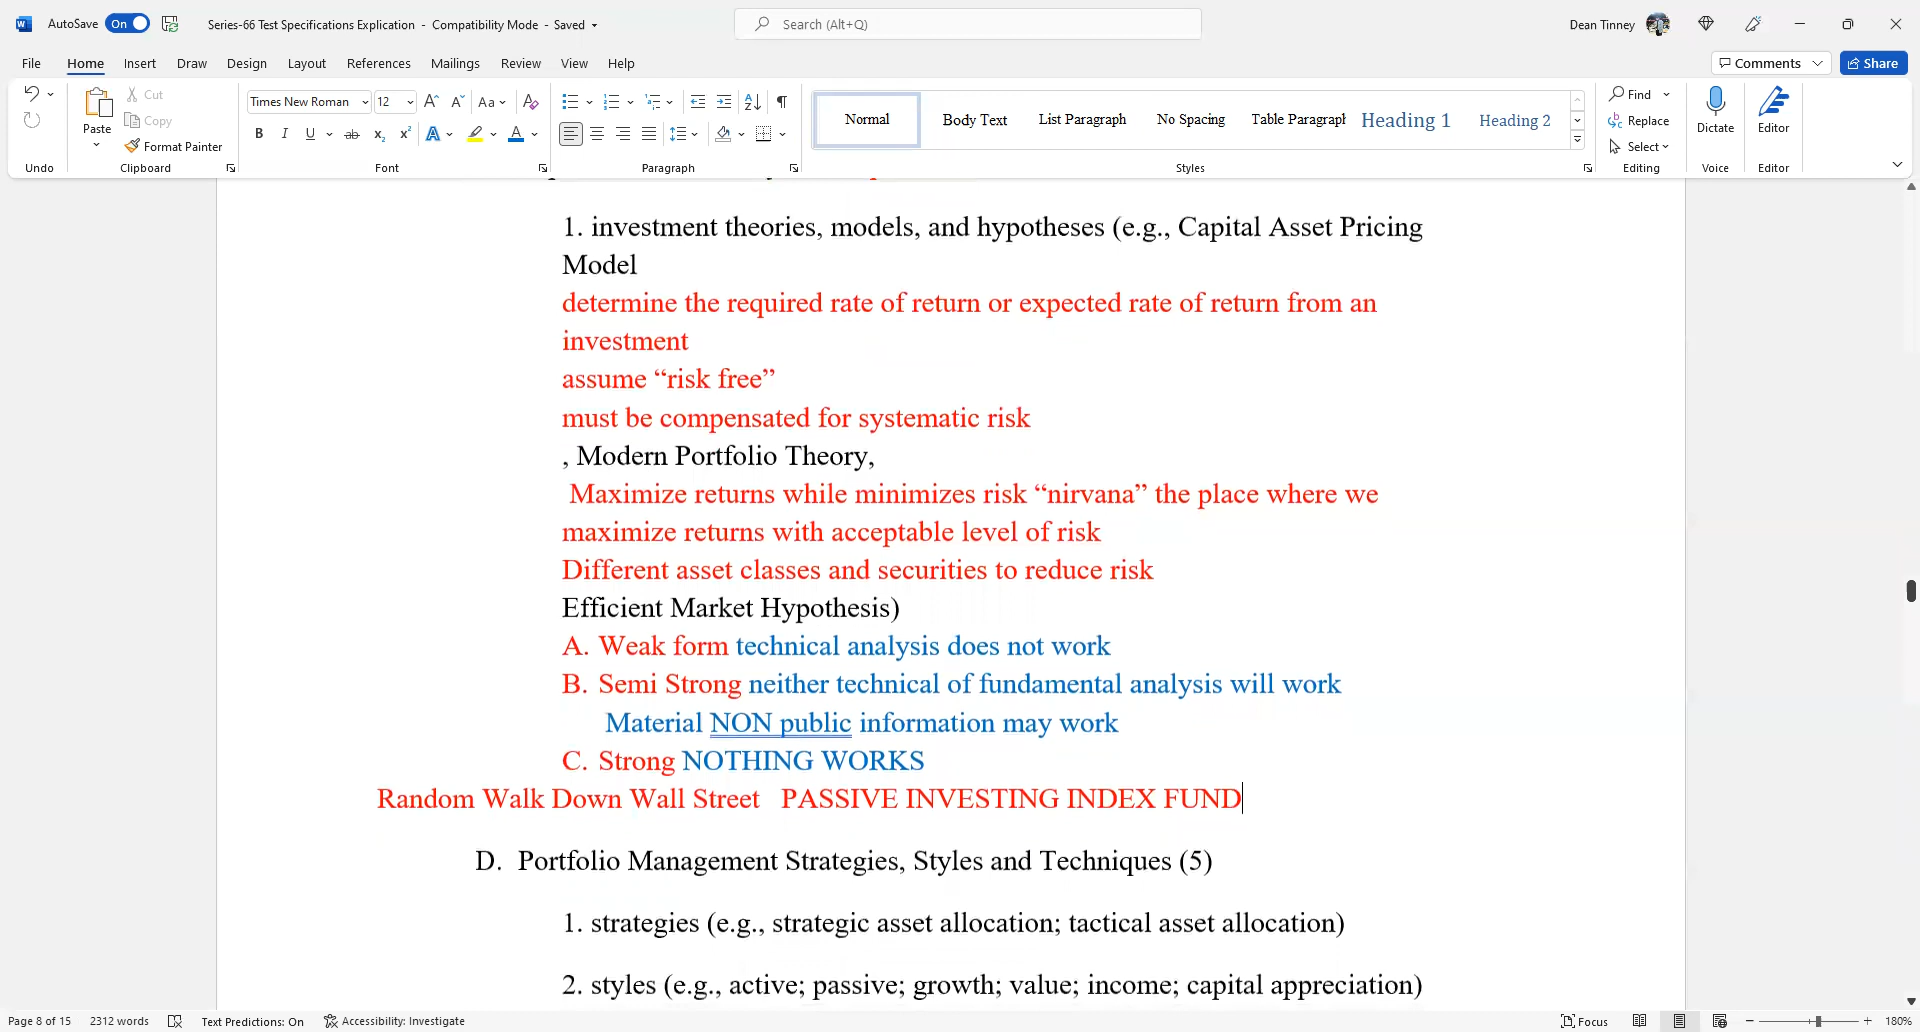 AutoSave On Series-66 Test Specifications Explication - Compatibility Mode - Saved Search (Alt+Q) Dean Tinney
File Home Insert Draw Design Layout References Mailings Review View Help Comments Share
Cut
Copy
Paste
Format Painter
Times New Roman 12
Normal Body Text List Paragraph No Spacing Table Paragraph Heading 1 Heading 2
Find
Replace
Select
Dictate
Editor
Undo Clipboard Font Paragraph Styles Editing Voice Editor
1. investment theories, models, and hypotheses (e.g., Capital Asset Pricing
Model
determine the required rate of return or expected rate of return from an
investment
assume “risk free”
must be compensated for systematic risk
, Modern Portfolio Theory,
Maximize returns while minimizes risk “nirvana” the place where we
maximize returns with acceptable level of risk
Different asset classes and securities to reduce risk
Efficient Market Hypothesis)
A. Weak form technical analysis does not work
B. Semi Strong neither technical of fundamental analysis will work
Material NON public information may work
C. Strong NOTHING WORKS
Random Walk Down Wall Street PASSIVE INVESTING INDEX FUND
D. Portfolio Management Strategies, Styles and Techniques (5)
1. strategies (e.g., strategic asset allocation; tactical asset allocation)
2. styles (e.g., active; passive; growth; value; income; capital appreciation)
Page 8 of 15 2312 words Text Predictions: On Accessibility: Investigate Focus 180%